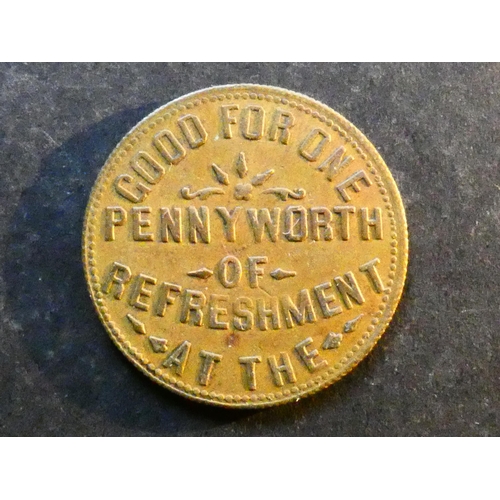 GOOD FOR ONE
PENNYWORTH
OF
REFRESHMENT
AT THE